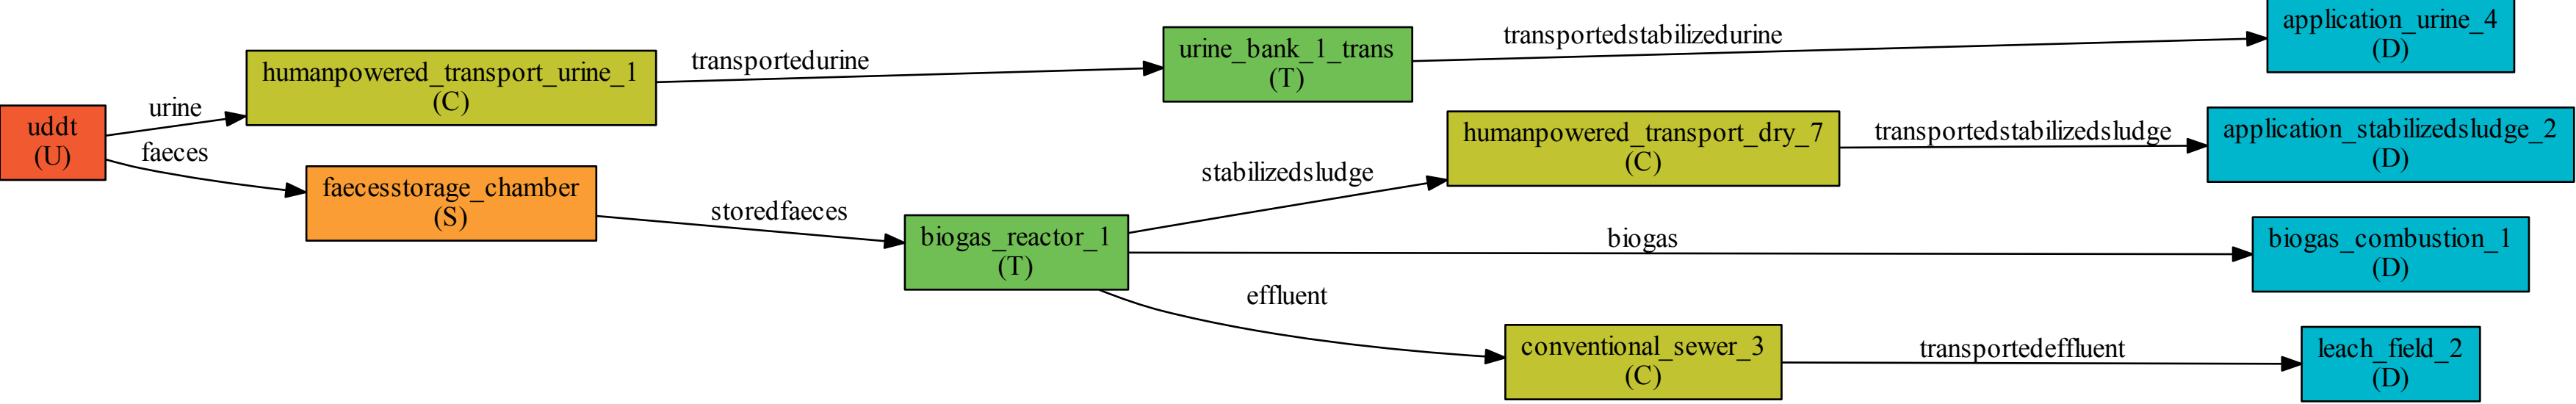 uddt
(U)
urine
faeces
humanpowered_transport_urine_1
(C)
transportedurine
faecesstorage_chamber
(S)
storedfaeces
urine_bank_1_trans
(T)
transportedstabilizedurine
biogas_reactor_1
(T)
stabilizedsludge
biogas
effluent
humanpowered_transport_dry_7
(C)
transportedstabilizedsludge
conventional_sewer_3
(C)
transportedeffluent
application_urine_4
(D)
application_stabilizedsludge_2
(D)
biogas_combustion_1
(D)
leach_field_2
(D)